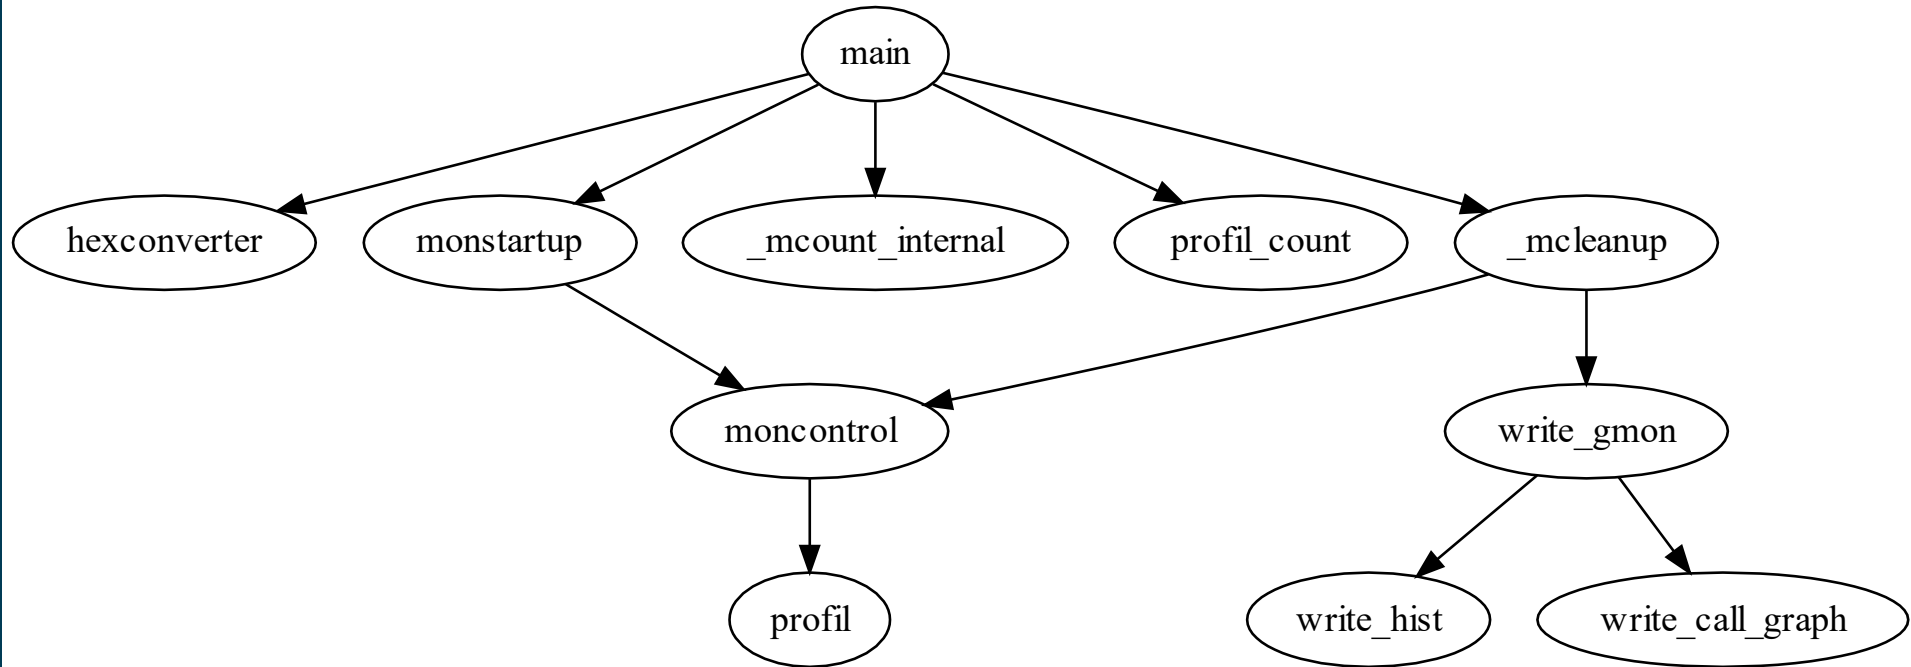 main
hexconverter
monstartup
_mcount_internal
profil_count
_mcleanup
moncontrol
write_gmon
profil
write_hist
write_call_graph